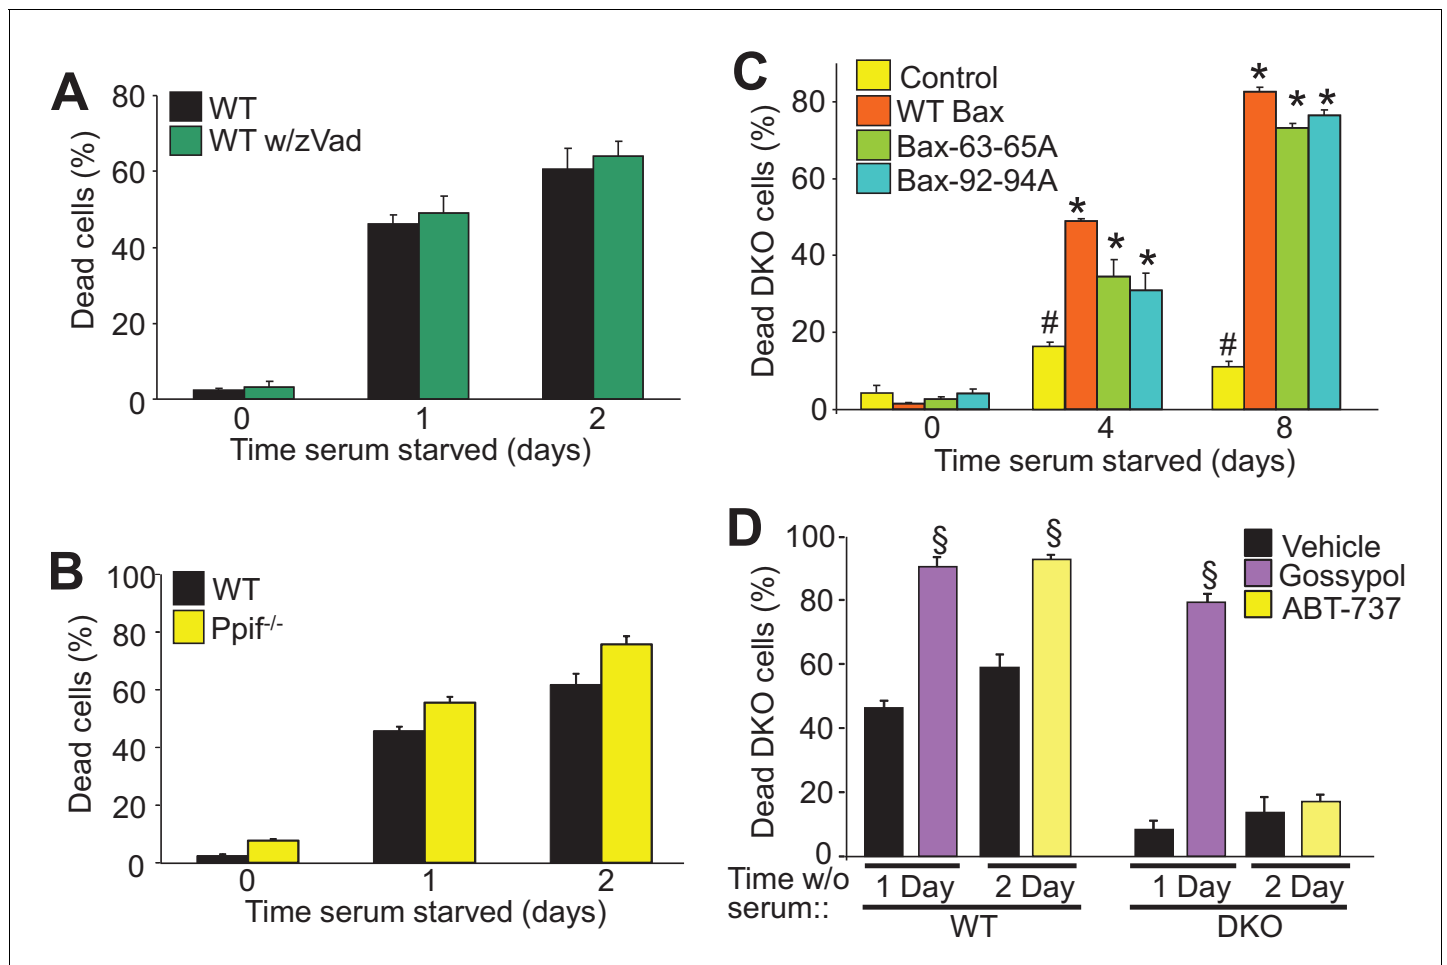 A
WT
WT w/zVad
Dead cells (%)
80
60
40
20
0
0 1 2
Time serum starved (days)
B
WT
Ppif-/-
Dead cells (%)
100
80
60
40
20
0
0 1 2
Time serum starved (days)
C
Control
WT Bax
Bax-63-65A
Bax-92-94A
Dead DKO cells (%)
80
60
40
20
0
# * * *
# * * *
0 4 8
Time serum starved (days)
D
Vehicle
Gossypol
ABT-737
Dead DKO cells (%)
100
80
60
40
20
0
§ § §
Time w/o
serum::
1 Day 2 Day 1 Day 2 Day
WT DKO